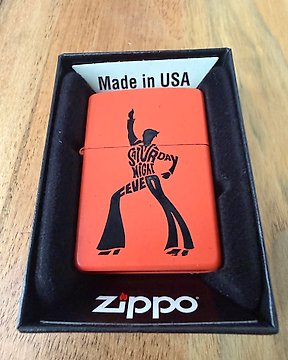 Made in USA
SATURDAY
NIGHT
FEVER
zippo